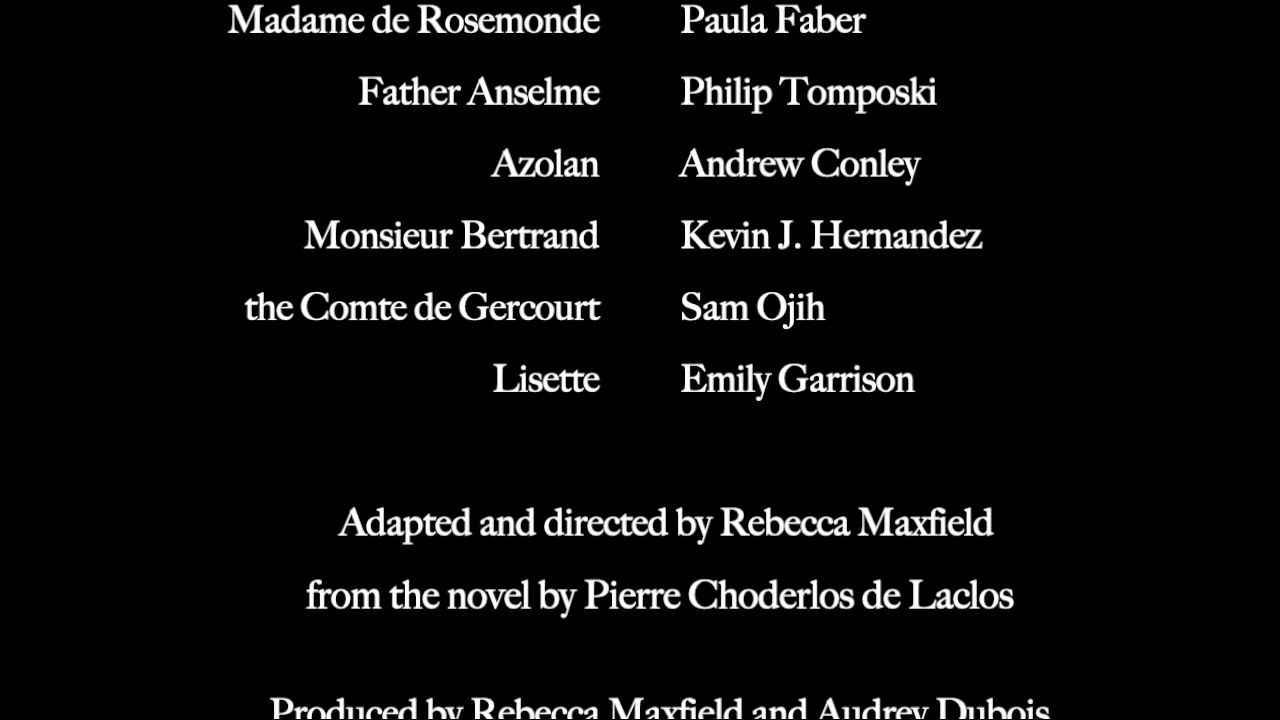 Madame de Rosemonde Paula Faber
Father Anselme Philip Tomposki
Azolan Andrew Conley
Monsieur Bertrand Kevin J. Hernandez
the Comte de Gercourt Sam Ojih
Lisette Emily Garrison
Adapted and directed by Rebecca Maxfield
from the novel by Pierre Choderlos de Laclos
Produced by Rebecca Maxfield and Audrey Dubois